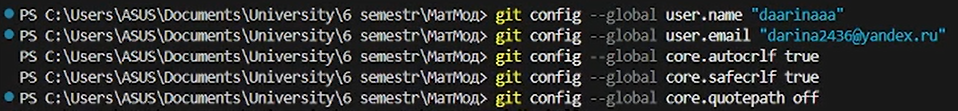 PS C:\Users\ASUS\Documents\University\6 semestr\МатМод> git config --global user.name "daarinaaa"
PS C:\Users\ASUS\Documents\University\6 semestr\МатМод> git config --global user.email "darina2436@yandex.ru"
PS C:\Users\ASUS\Documents\University\6 semestr\МатМод> git config --global core.autocrlf true
PS C:\Users\ASUS\Documents\University\6 semestr\МатМод> git config --global core.safecrlf true
PS C:\Users\ASUS\Documents\University\6 semestr\МатМод> git config --global core.quotepath off